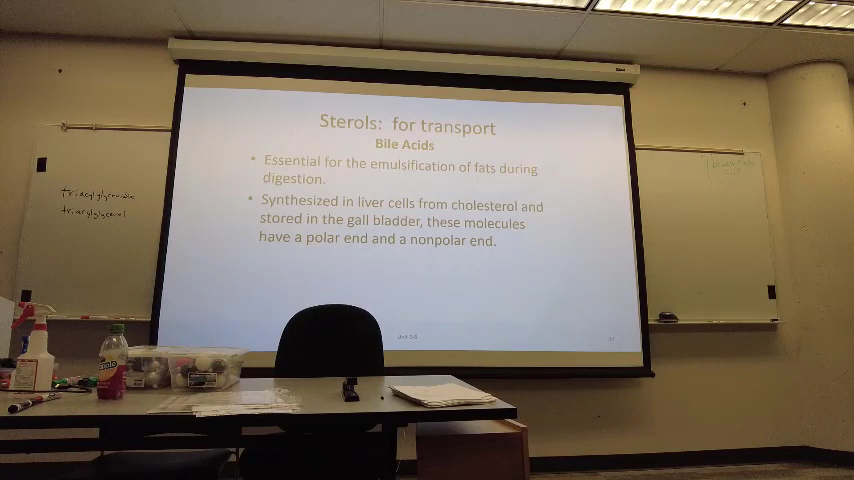 Sterols: for transport
Bile Acids
• Essential for the emulsification of fats during
digestion.
• Synthesized in liver cells from cholesterol and
stored in the gall bladder, these molecules
have a polar end and a nonpolar end.
triacylglycerol